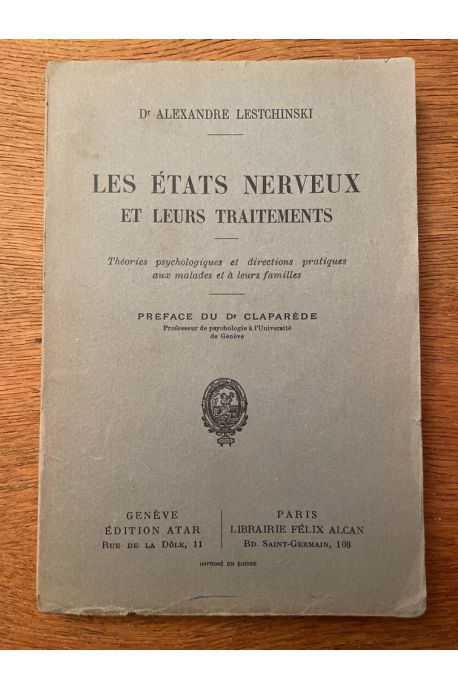 Dr ALEXANDRE LESTCHINSKI
LES ÉTATS NERVEUX
ET LEURS TRAITEMENTS
Théories psychologiques et directions pratiques
aux malades et à leurs familles
PRÉFACE DU Dr CLAPARÈDE
Professeur de psychologie à l'Université
de Genève
GENÈVE
ÉDITION ATAR
RUE DE LA DÔLE, 11
PARIS
LIBRAIRIE FÉLIX ALCAN
BD. SAINT-GERMAIN, 108
IMPRIMÉ EN SUISSE